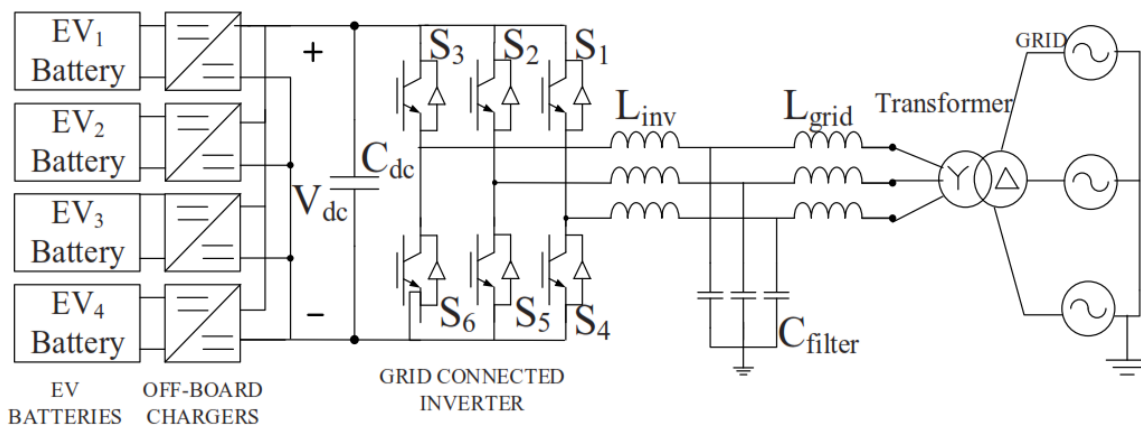 EV1
Battery
EV2
Battery
EV3
Battery
EV4
Battery
EV
BATTERIES
OFF-BOARD
CHARGERS
+
Vdc
−
Cdc
S3
S2
S1
S6
S5
S4
GRID CONNECTED
INVERTER
Linv
Lgrid
Cfilter
Transformer
Y
Δ
GRID